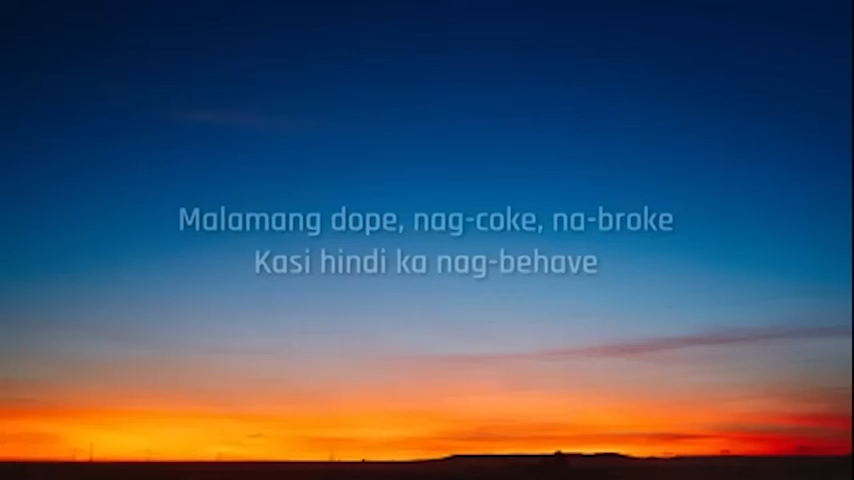 Malamang dope, nag-coke, na-broke
Kasi hindi ka nag-behave